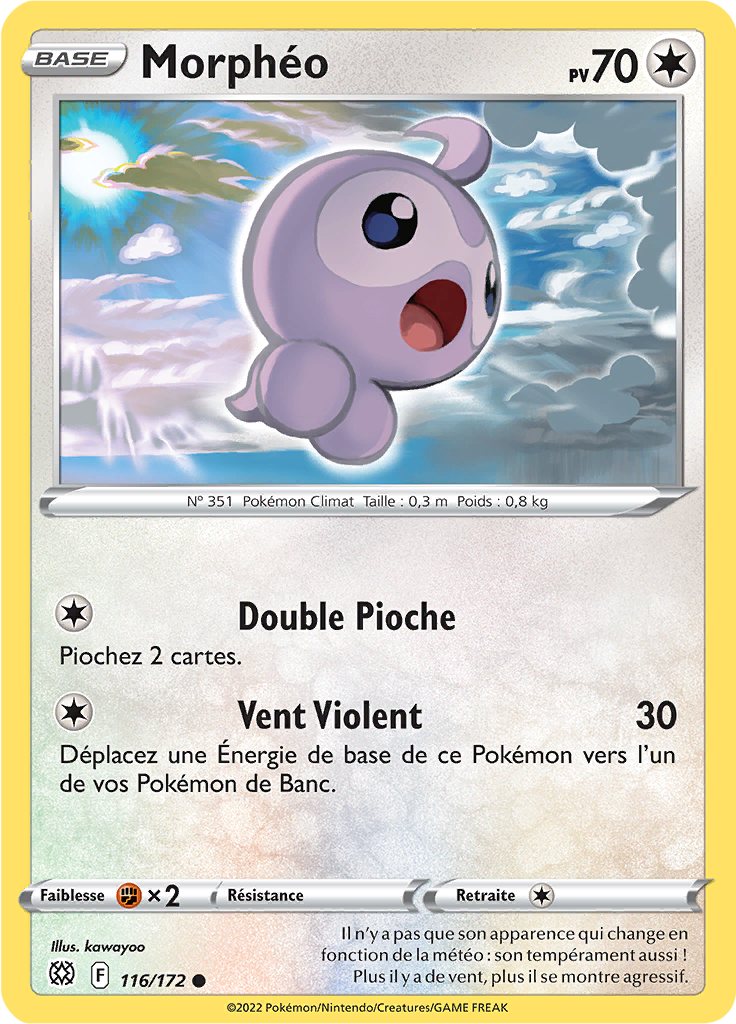 BASE Morphéo PV70
N° 351 Pokémon Climat Taille : 0,3 m Poids : 0,8 kg
Double Pioche
Piochez 2 cartes.
Vent Violent 30
Déplacez une Énergie de base de ce Pokémon vers l'un
de vos Pokémon de Banc.
Faiblesse ×2 Résistance Retraite
Illus. kawayoo
F 116/172
Il n'y a pas que son apparence qui change en
fonction de la météo : son tempérament aussi !
Plus il y a de vent, plus il se montre agressif.
©2022 Pokémon/Nintendo/Creatures/GAME FREAK